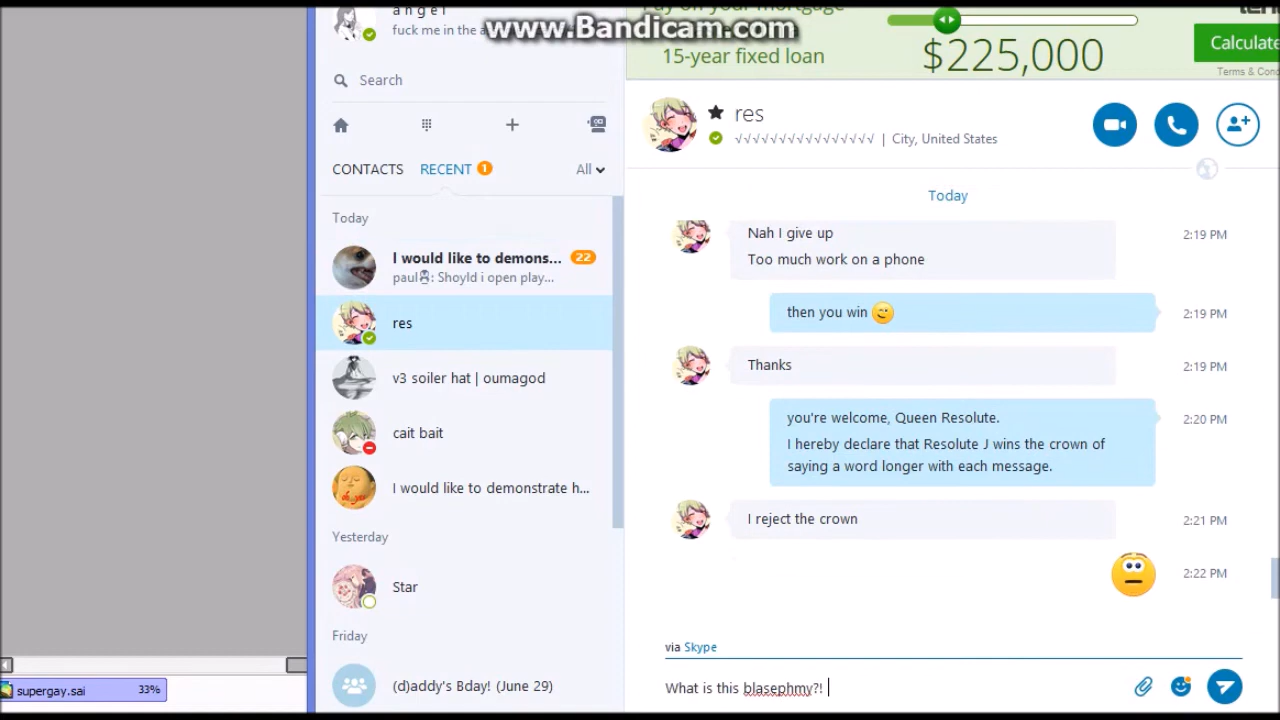 a n g e l
fuck me in the a
www.Bandicam.com
15-year fixed loan
$225,000
Calculate
Terms & Cond
Search
res
√√√√√√√√√√√√√√√√ | City, United States
CONTACTS RECENT 1 All
Today
I would like to demons... 22
paul: Shoyld i open play...
res
v3 soiler hat | oumagod
cait bait
I would like to demonstrate h...
Yesterday
Star
Friday
(d)addy's Bday! (June 29)
Today
Nah I give up 2:19 PM
Too much work on a phone
then you win 2:19 PM
Thanks 2:19 PM
you're welcome, Queen Resolute. 2:20 PM
I hereby declare that Resolute J wins the crown of
saying a word longer with each message.
I reject the crown 2:21 PM
2:22 PM
via Skype
What is this blasephmy?!
supergay.sai 33%